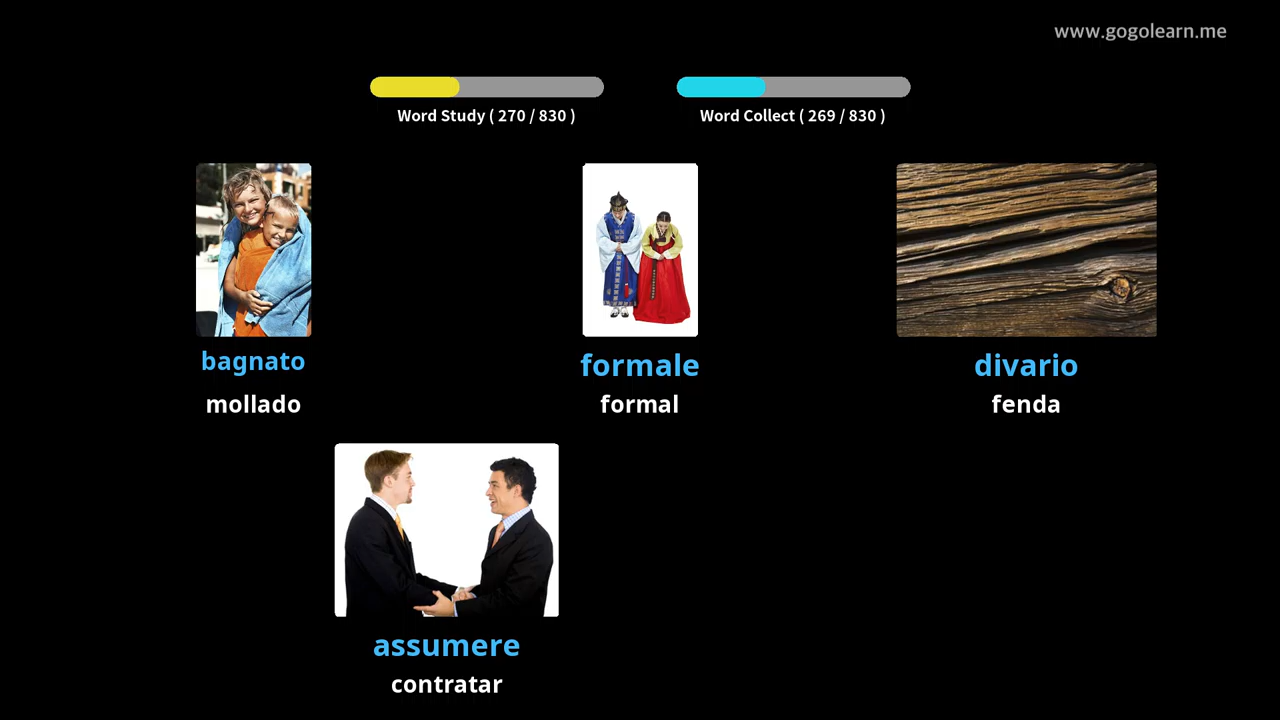 www.gogolearn.me
Word Study ( 270 / 830 )
Word Collect ( 269 / 830 )
bagnato
mollado
formale
formal
divario
fenda
assumere
contratar